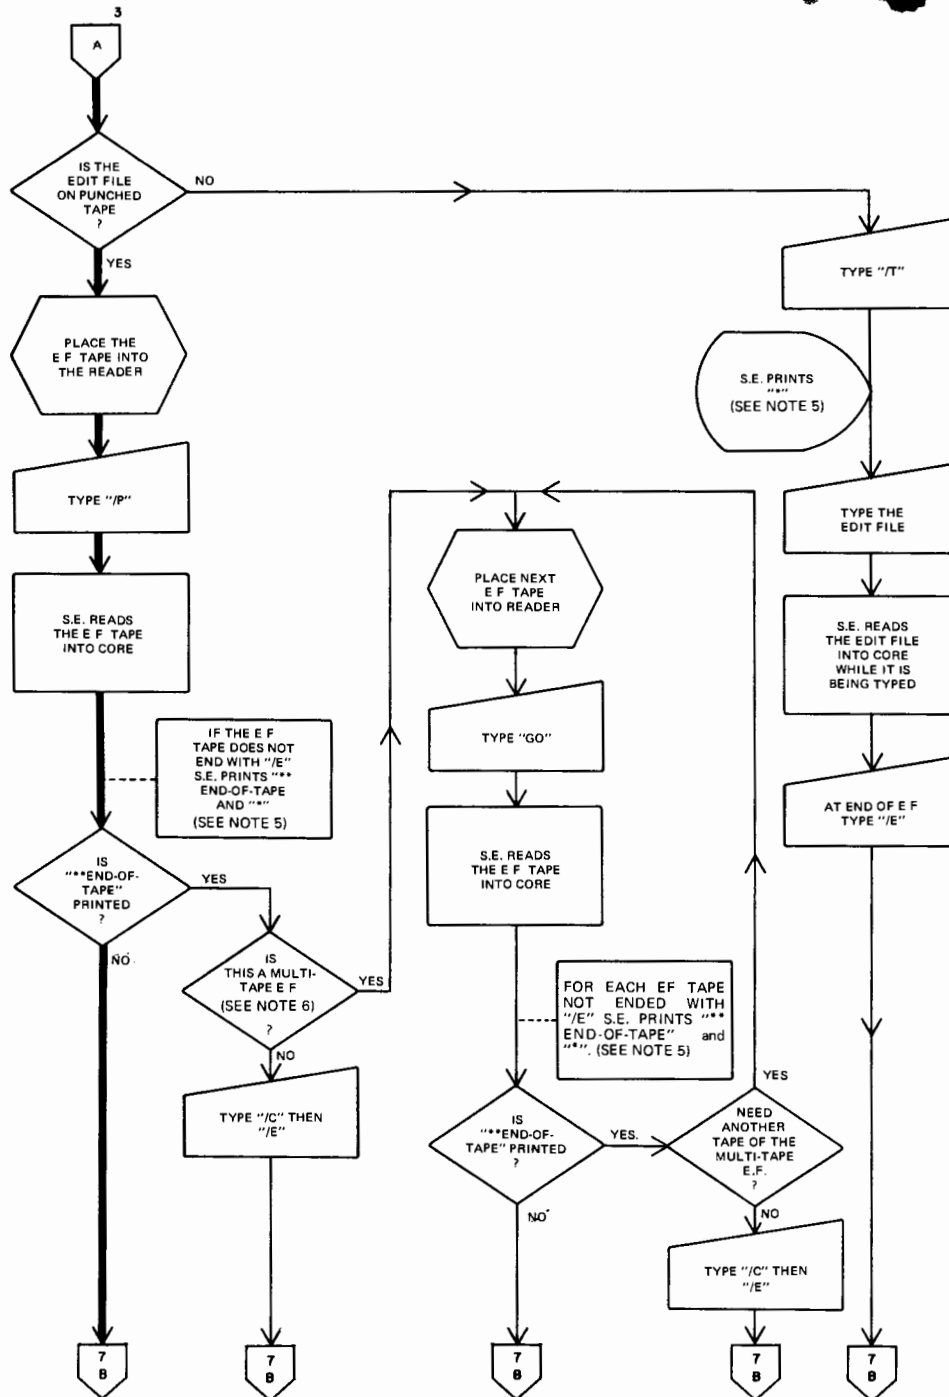 3
A
IS THE
EDIT FILE
ON PUNCHED
TAPE
?
NO
YES
PLACE THE
E F TAPE INTO
THE READER
TYPE "/P"
S.E. READS
THE E F TAPE
INTO CORE
IF THE E F
TAPE DOES NOT
END WITH "/E"
S.E. PRINTS "**
END-OF-TAPE
AND "*"
(SEE NOTE 5)
IS
"**END-OF-
TAPE"
PRINTED
?
YES
NO.
IS
THIS A MULTI-
TAPE E F
(SEE NOTE 6)
?
YES
NO
TYPE "/C" THEN
"/E"
PLACE NEXT
E F TAPE
INTO READER
TYPE "GO"
S.E. READS
THE E F TAPE
INTO CORE
FOR EACH EF TAPE
NOT ENDED WITH
"/E" S.E. PRINTS "**
END-OF-TAPE" and
"*". (SEE NOTE 5)
IS
"**END-OF-
TAPE" PRINTED
?
YES.
NO
NEED
ANOTHER
TAPE OF THE
MULTI-TAPE
E.F.
?
YES
NO
TYPE "/C" THEN
"/E"
TYPE "/T"
S.E. PRINTS
"*"
(SEE NOTE 5)
TYPE THE
EDIT FILE
S.E. READS
THE EDIT FILE
INTO CORE
WHILE IT IS
BEING TYPED
AT END OF E F
TYPE "/E"
7
B
7
B
7
B
7
B
7
B